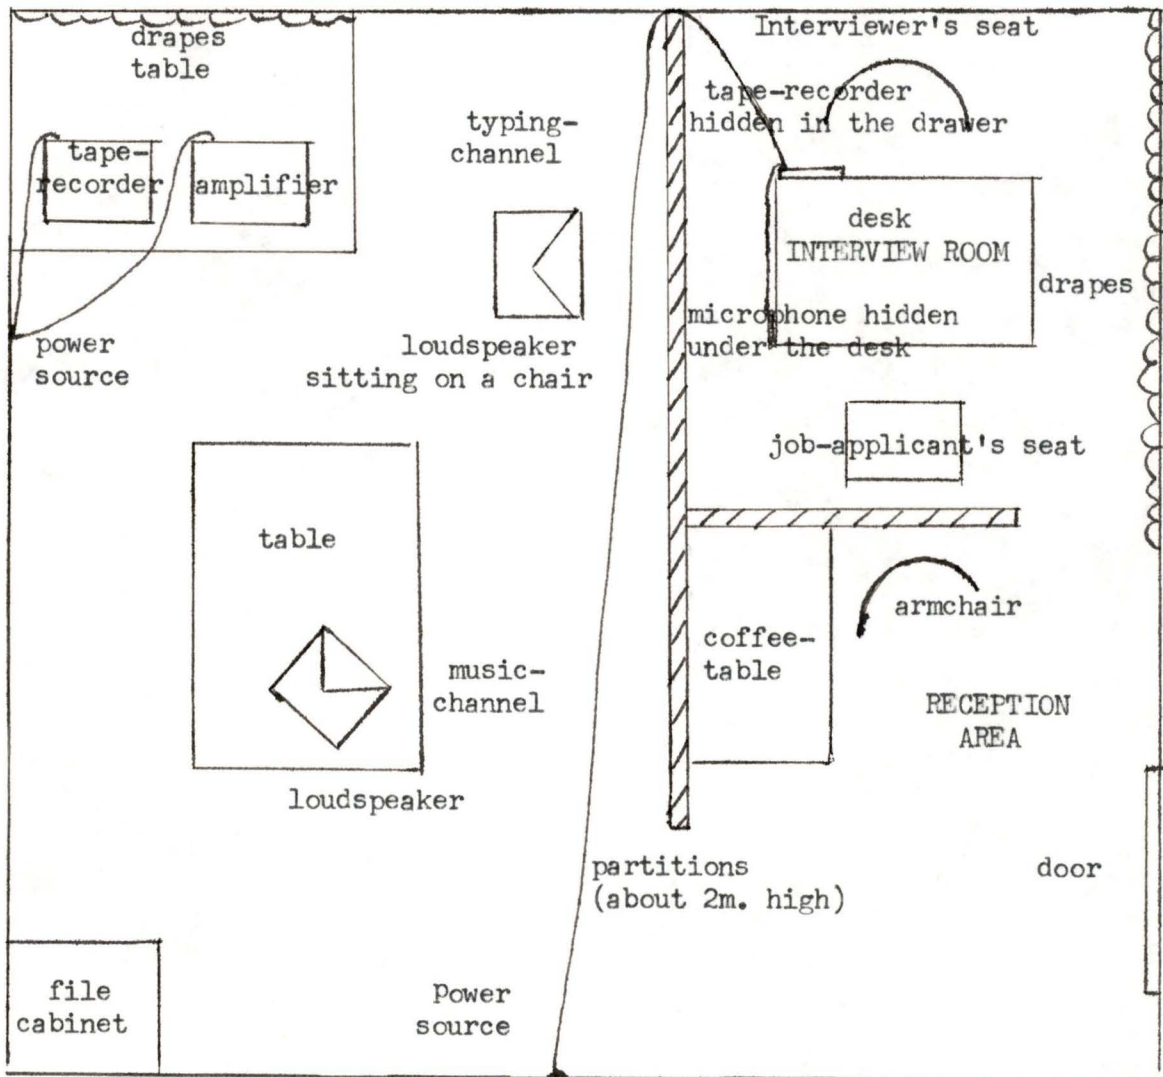 drapes
table
tape-
recorder
amplifier
power
source
typing-
channel
loudspeaker
sitting on a chair
table
music-
channel
loudspeaker
file
cabinet
Power
source
partitions
(about 2m. high)
Interviewer's seat
tape-recorder
hidden in the drawer
desk
INTERVIEW ROOM
drapes
microphone hidden
under the desk
job-applicant's seat
armchair
coffee-
table
RECEPTION
AREA
door